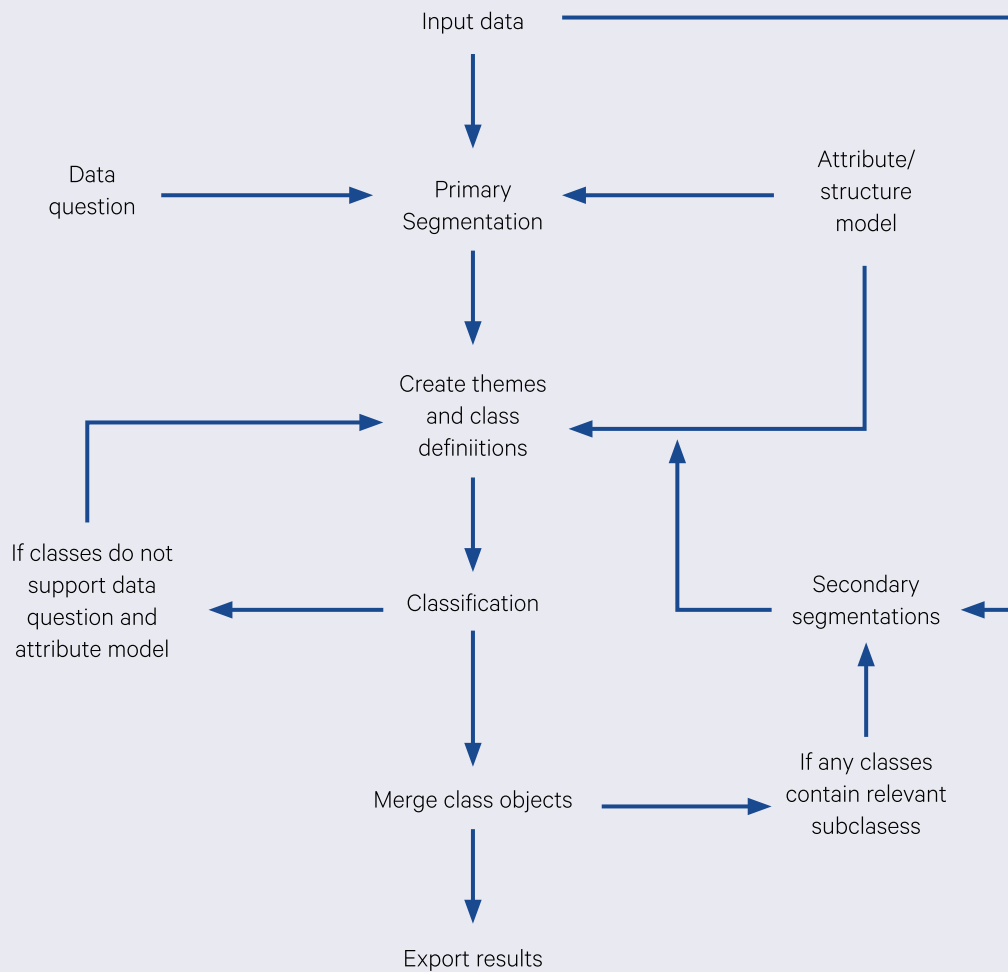 Input data
Data
question
Primary
Segmentation
Attribute/
structure
model
Create themes
and class
definiitions
If classes do not
support data
question and
attribute model
Classification
Secondary
segmentations
Merge class objects
If any classes
contain relevant
subclasess
Export results